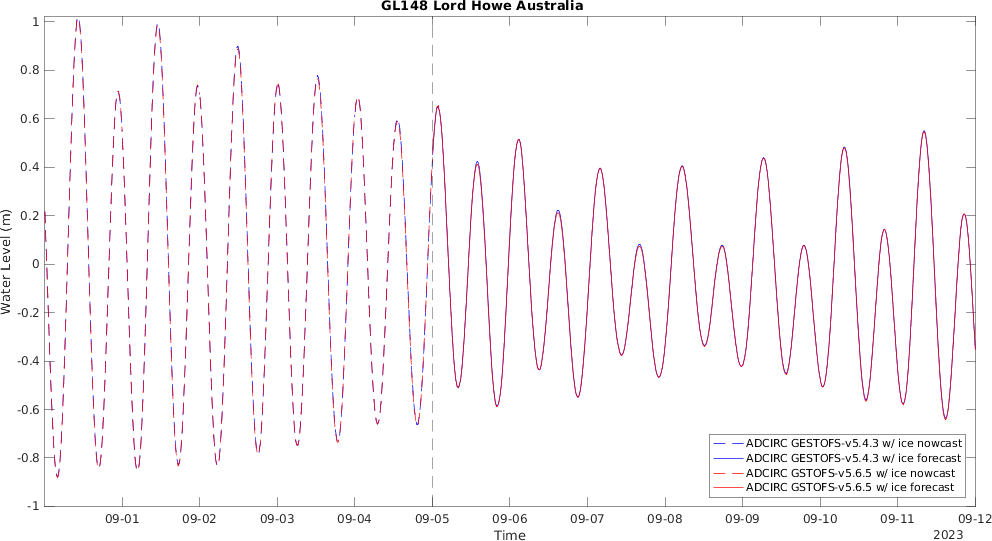 GL148 Lord Howe Australia
1
0.8
0.6
0.4
0.2
0
-0.2
-0.4
-0.6
-0.8
-1
Water Level (m)
09-01 09-02 09-03 09-04 09-05 09-06 09-07 09-08 09-09 09-10 09-11 09-12
Time
2023
ADCIRC GESTOFS-v5.4.3 w/ ice nowcast
ADCIRC GESTOFS-v5.4.3 w/ ice forecast
ADCIRC GSTOFS-v5.6.5 w/ ice nowcast
ADCIRC GSTOFS-v5.6.5 w/ ice forecast